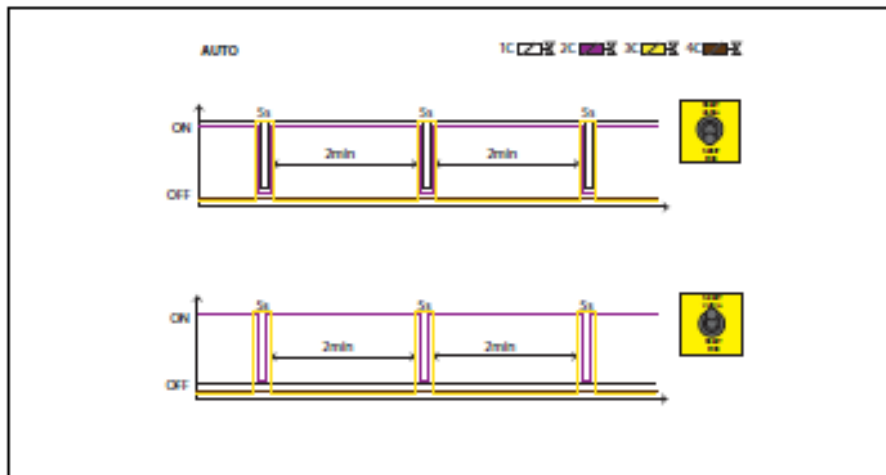 AUTO 1C 2C 3C 4C
5s 5s 5s
ON
2min 2min
OFF
5s 5s 5s
ON
2min 2min
OFF